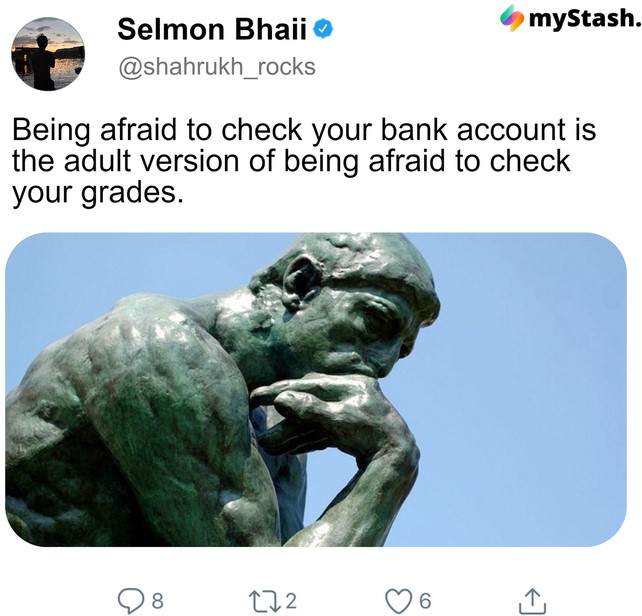 Selmon Bhaii
myStash.
@shahrukh_rocks
Being afraid to check your bank account is
the adult version of being afraid to check
your grades.
8
2
6